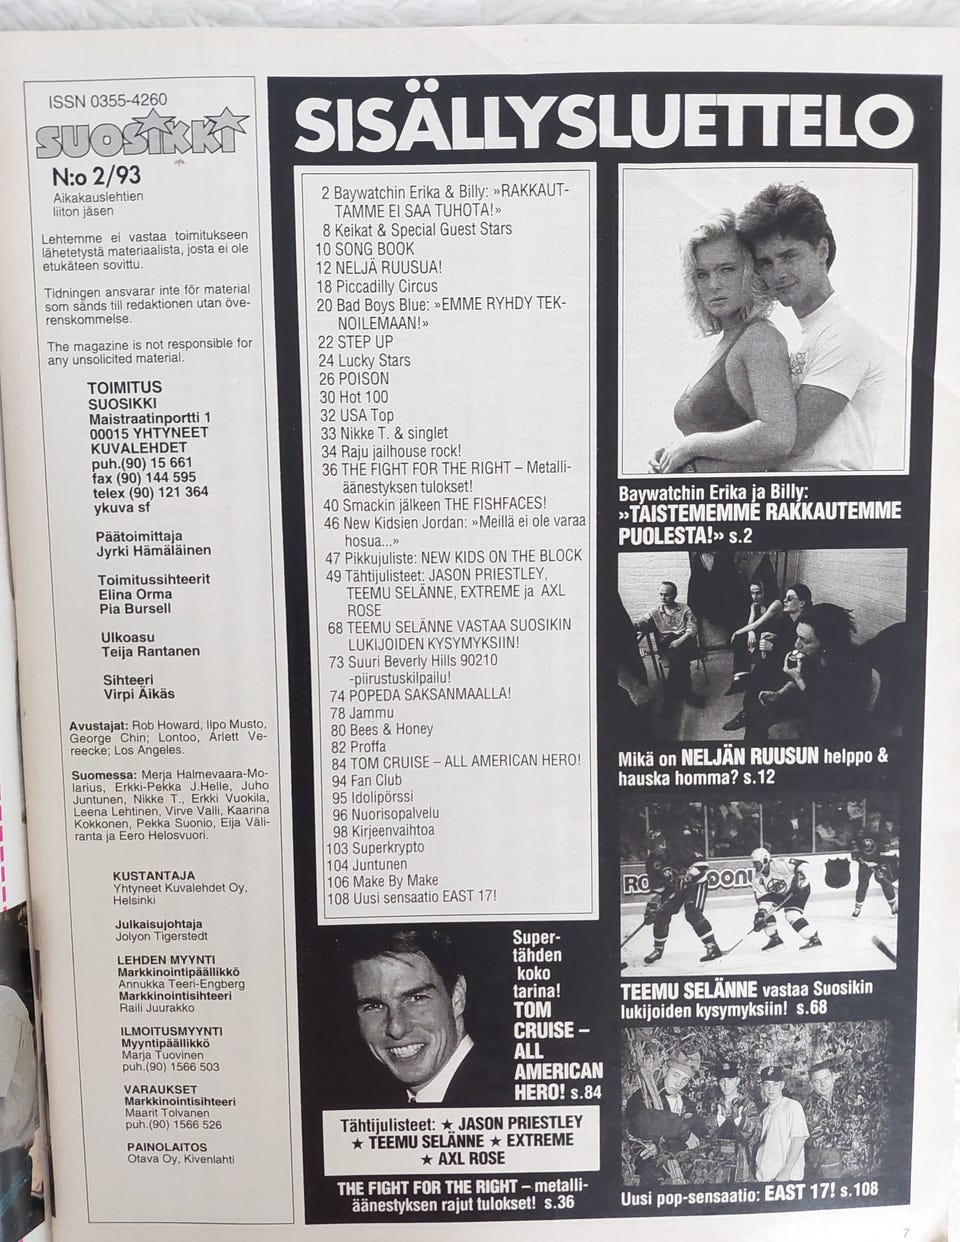 ISSN 0355-4260
SUOSIKKI
N:o 2/93
Aikakauslehtien
liiton jäsen
Lehtemme ei vastaa toimitukseen
lähetetystä materiaalista, josta ei ole
etukäteen sovittu.
Tidningen ansvarar inte för material
som sänds till redaktionen utan öve-
renskommelse.
The magazine is not responsible for
any unsolicited material.
TOIMITUS
SUOSIKKI
Maistraatinportti 1
00015 YHTYNEET
KUVALEHDET
puh.(90) 15 661
fax (90) 144 595
telex (90) 121 364
ykuva sf
Päätoimittaja
Jyrki Hämäläinen
Toimitussihteerit
Elina Orma
Pia Bursell
Ulkoasu
Teija Rantanen
Sihteeri
Virpi Äikäs
Avustajat: Rob Howard, Ilpo Musto,
George Chin; Lontoo, Arlett Ve-
reecke; Los Angeles.
Suomessa: Merja Halmevaara-Mo-
larius, Erkki-Pekka J.Helle, Juho
Juntunen, Nikke T., Erkki Vuokila,
Leena Lehtinen, Virve Valli, Kaarina
Kokkonen, Pekka Suonio, Eija Väli-
ranta ja Eero Helosvuori.
KUSTANTAJA
Yhtyneet Kuvalehdet Oy,
Helsinki
Julkaisujohtaja
Jolyon Tigerstedt
LEHDEN MYYNTI
Markkinointipäällikkö
Annukka Teeri-Engberg
Markkinointisihteeri
Raili Juurakko
ILMOITUSMYYNTI
Myyntipäällikkö
Marja Tuovinen
puh.(90) 1566 503
VARAUKSET
Markkinointisihteeri
Maarit Tolvanen
puh.(90) 1566 526
PAINOLAITOS
Otava Oy, Kivenlahti
SISÄLLYSLUETTELO
2 Baywatchin Erika & Billy: »RAKKAUT-
TAMME EI SAA TUHOTA!»
8 Keikat & Special Guest Stars
10 SONG BOOK
12 NELJÄ RUUSUA!
18 Piccadilly Circus
20 Bad Boys Blue: »EMME RYHDY TEK-
NOILEMAAN!»
22 STEP UP
24 Lucky Stars
26 POISON
30 Hot 100
32 USA Top
33 Nikke T. & singlet
34 Raju jailhouse rock!
36 THE FIGHT FOR THE RIGHT – Metalli-
äänestyksen tulokset!
40 Smackin jälkeen THE FISHFACES!
46 New Kidsien Jordan: »Meillä ei ole varaa
hosua...»
47 Pikkujuliste: NEW KIDS ON THE BLOCK
49 Tähtijulisteet: JASON PRIESTLEY,
TEEMU SELÄNNE, EXTREME ja AXL
ROSE
68 TEEMU SELÄNNE VASTAA SUOSIKIN
LUKIJOIDEN KYSYMYKSIIN!
73 Suuri Beverly Hills 90210
-piirustuskilpailu!
74 POPEDA SAKSANMAALLA!
78 Jammu
80 Bees & Honey
82 Proffa
84 TOM CRUISE – ALL AMERICAN HERO!
94 Fan Club
95 Idolipörssi
96 Nuorisopalvelu
98 Kirjeenvaihtoa
103 Superkrypto
104 Juntunen
106 Make By Make
108 Uusi sensaatio EAST 17!
Super-
tähden
koko
tarina!
TOM
CRUISE –
ALL
AMERICAN
HERO! s.84
Tähtijulisteet: ★ JASON PRIESTLEY
★ TEEMU SELÄNNE ★ EXTREME
★ AXL ROSE
THE FIGHT FOR THE RIGHT – metalli-
äänestyksen rajut tulokset! s.36
Baywatchin Erika ja Billy:
»TAISTEMEMME RAKKAUTEMME
PUOLESTA!» s.2
Mikä on NELJÄN RUUSUN helppo &
hauska homma? s.12
TEEMU SELÄNNE vastaa Suosikin
lukijoiden kysymyksiin! s.68
Uusi pop-sensaatio: EAST 17! s.108
7